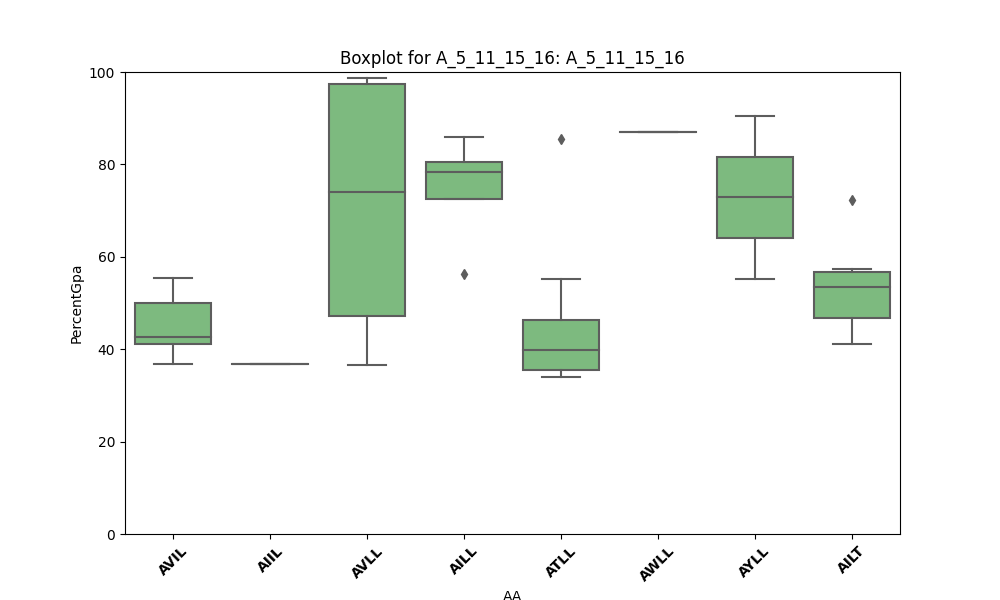 Boxplot for A_5_11_15_16: A_5_11_15_16
100
80
60
40
20
0
PercentGpa
AVIL
AIIL
AVLL
AILL
ATLL
AWLL
AYLL
AILT
AA